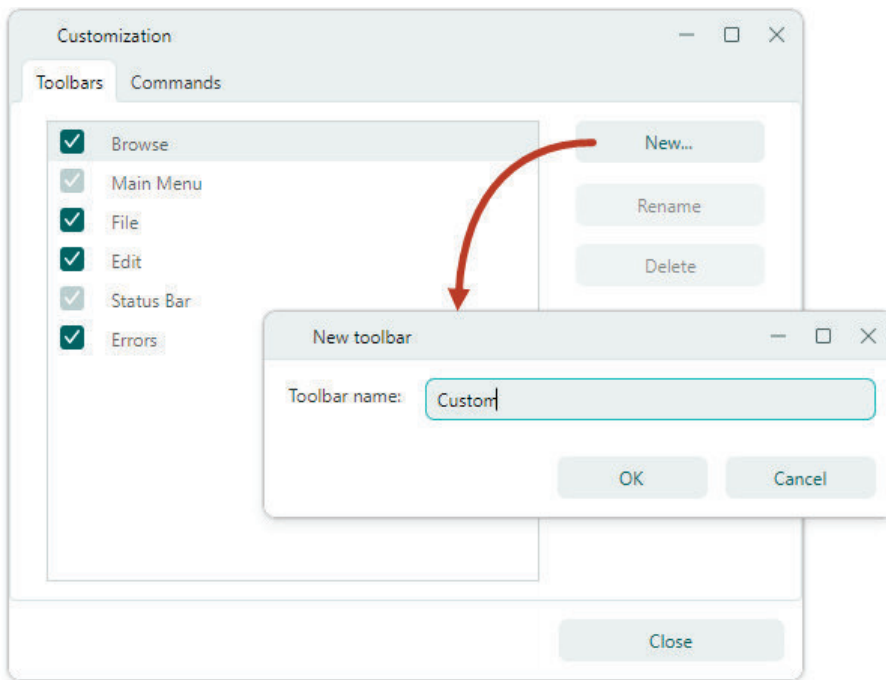 Customization
Toolbars Commands
Browse
Main Menu
File
Edit
Status Bar
Errors
New...
Rename
Delete
New toolbar
Toolbar name: Custom
OK Cancel
Close